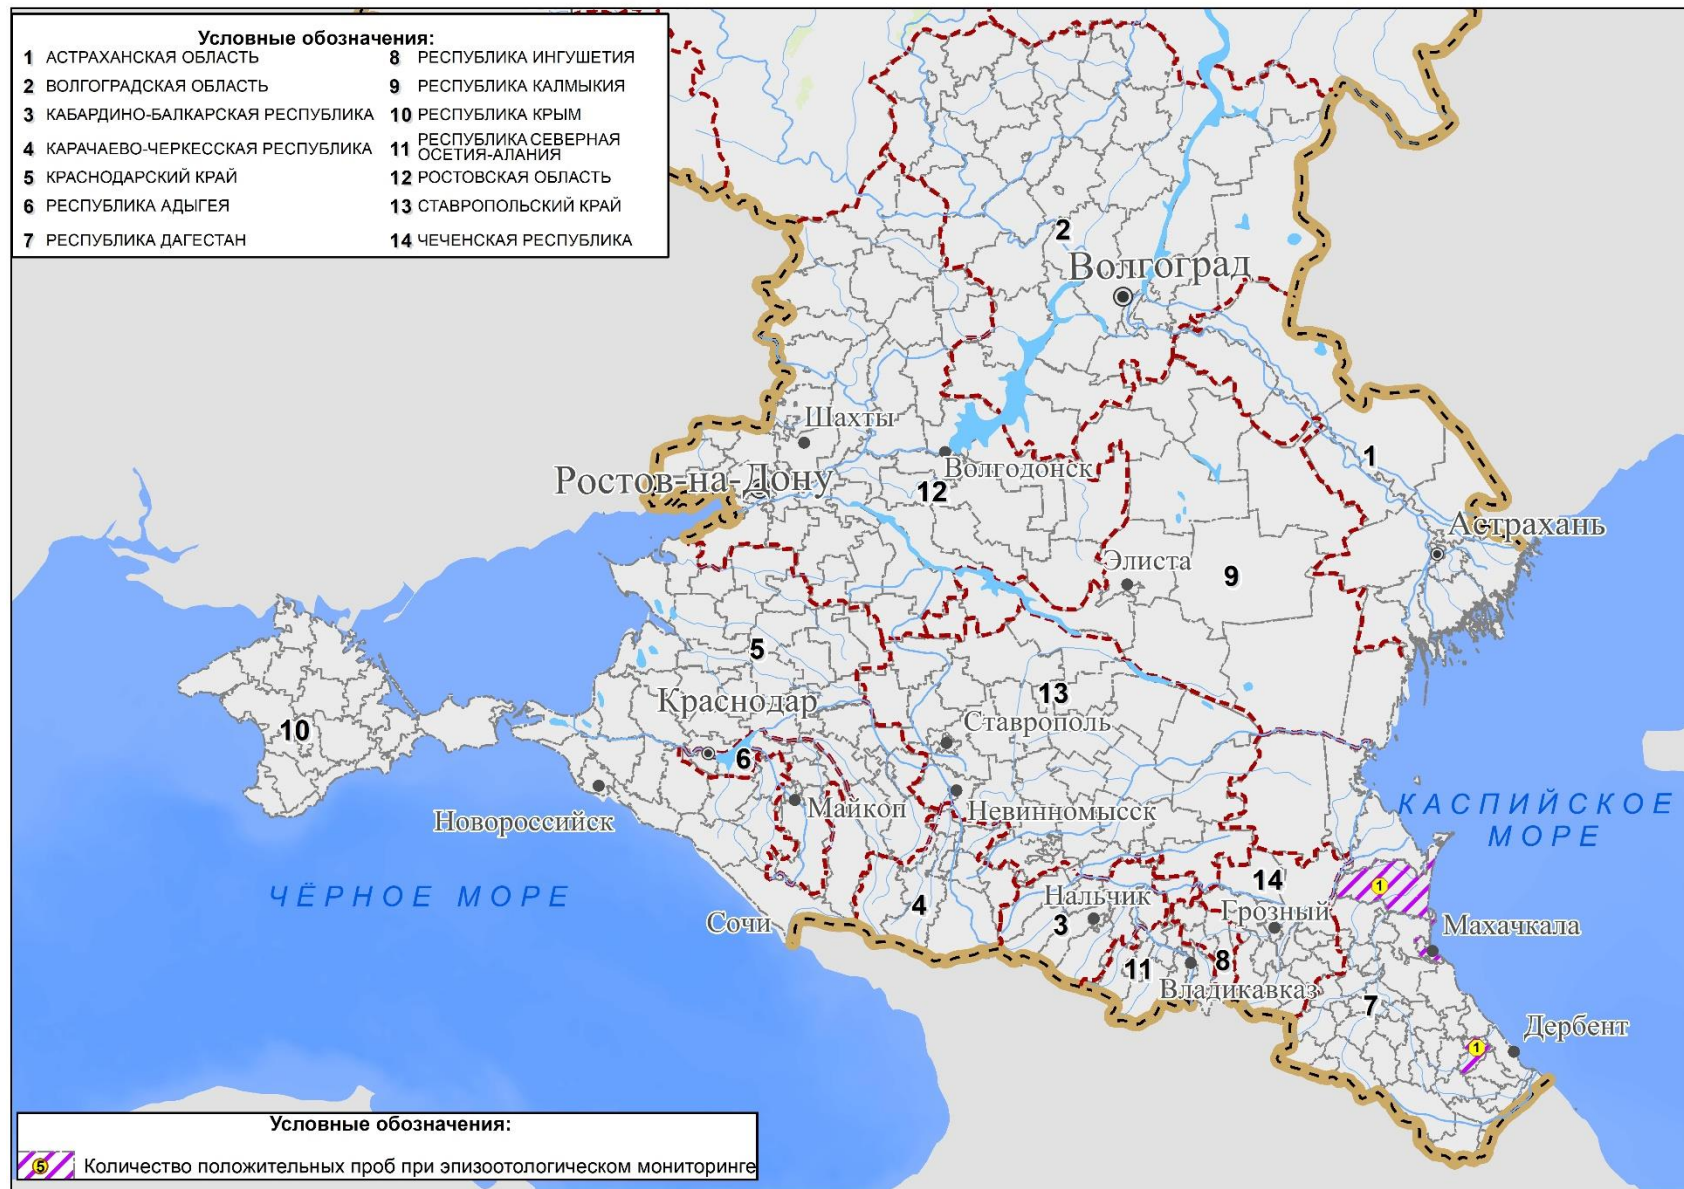 Условные обозначения:
1 АСТРАХАНСКАЯ ОБЛАСТЬ
2 ВОЛГОГРАДСКАЯ ОБЛАСТЬ
3 КАБАРДИНО-БАЛКАРСКАЯ РЕСПУБЛИКА
4 КАРАЧАЕВО-ЧЕРКЕССКАЯ РЕСПУБЛИКА
5 КРАСНОДАРСКИЙ КРАЙ
6 РЕСПУБЛИКА АДЫГЕЯ
7 РЕСПУБЛИКА ДАГЕСТАН
8 РЕСПУБЛИКА ИНГУШЕТИЯ
9 РЕСПУБЛИКА КАЛМЫКИЯ
10 РЕСПУБЛИКА КРЫМ
11 РЕСПУБЛИКА СЕВЕРНАЯ
ОСЕТИЯ-АЛАНИЯ
12 РОСТОВСКАЯ ОБЛАСТЬ
13 СТАВРОПОЛЬСКИЙ КРАЙ
14 ЧЕЧЕНСКАЯ РЕСПУБЛИКА
2
Волгоград
Шахты
Волгодонск
1
Ростов-на-Дону
12
Астрахань
Элиста
9
5
13
Краснодар
10
Ставрополь
6
Майкоп
Невинномысск
Новороссийск
КАСПИЙСКОЕ
МОРЕ
ЧЁРНОЕ МОРЕ
14
1
Нальчик
4
3
Грозный
Сочи
Махачкала
11
8
Владикавказ
7
Дербент
1
Условные обозначения:
5 Количество положительных проб при эпизоотологическом мониторинге